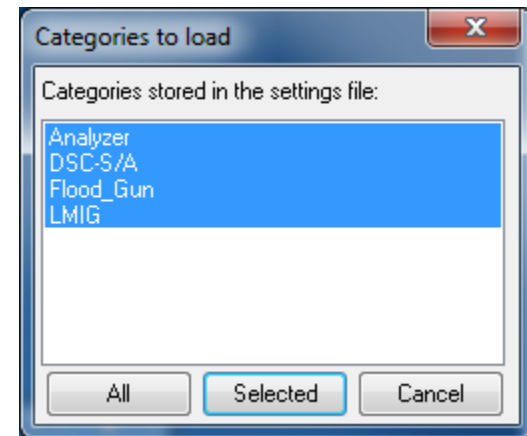 Categories to load
Categories stored in the settings file:
Analyzer
DSC-S/A
Flood_Gun
LMIG
All
Selected
Cancel